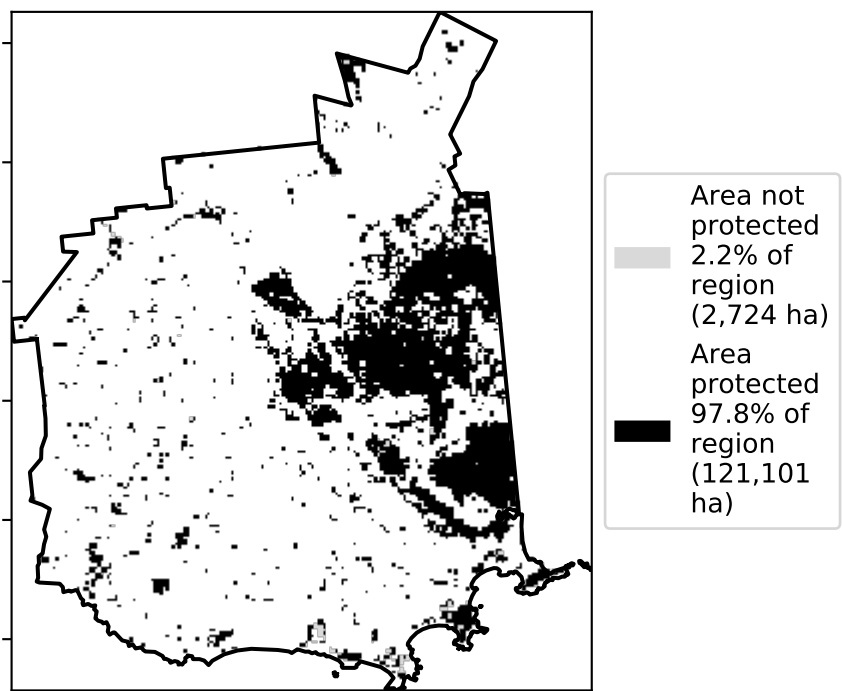 Area not
protected
2.2% of
region
(2,724 ha)
Area
protected
97.8% of
region
(121,101
ha)